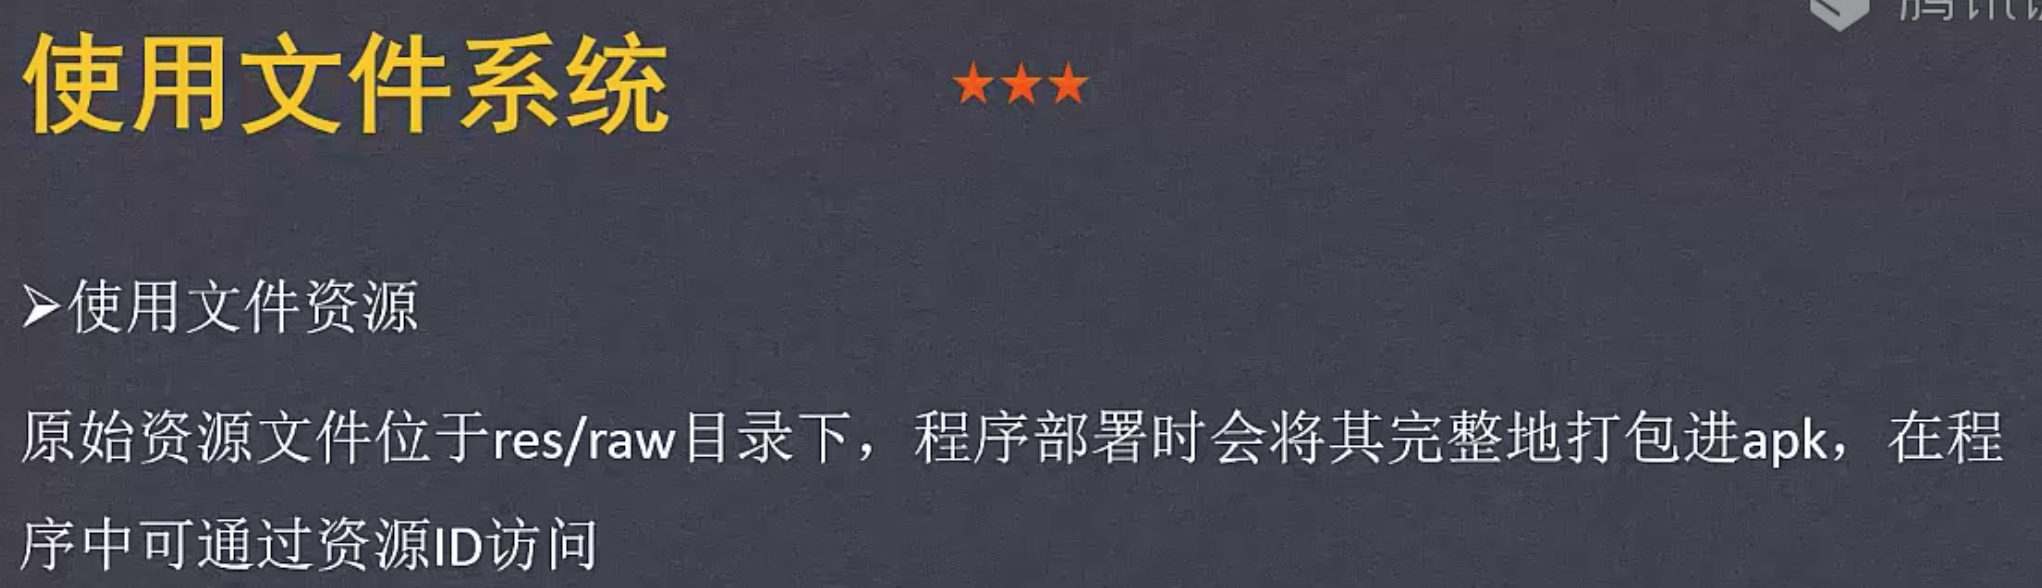 使用文件系统 ★★★
➢使用文件资源
原始资源文件位于res/raw目录下，程序部署时会将其完整地打包进apk，在程
序中可通过资源ID访问